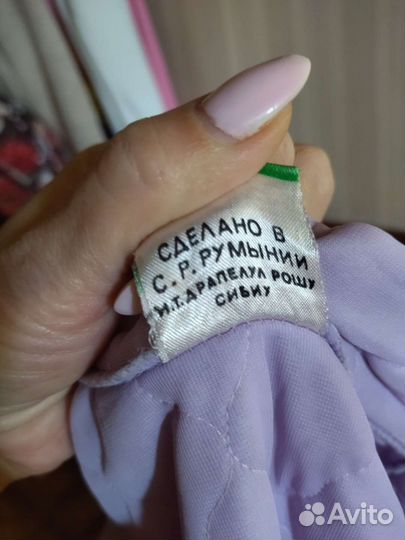 СДЕЛАНО В
С. Р. РУМЫНИИ
И.Т. ДРАПЕЛУЛ РОШУ
СИБИУ
Avito